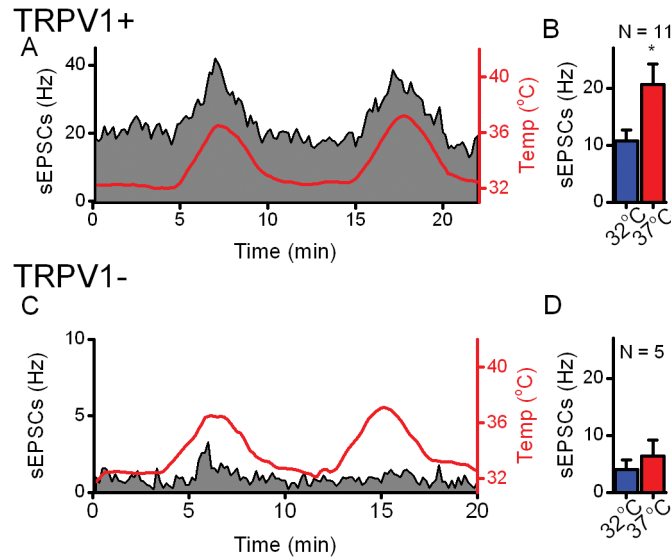 TRPV1+
A
sEPSCs (Hz)
40
20
0
0
5
10
15
20
Time (min)
40
36
32
Temp (°C)
B
N = 11
*
sEPSCs (Hz)
20
10
0
32°C
37°C
TRPV1-
C
sEPSCs (Hz)
10
5
0
0
5
10
15
20
Time (min)
40
36
32
Temp (°C)
D
N = 5
sEPSCs (Hz)
20
10
0
32°C
37°C